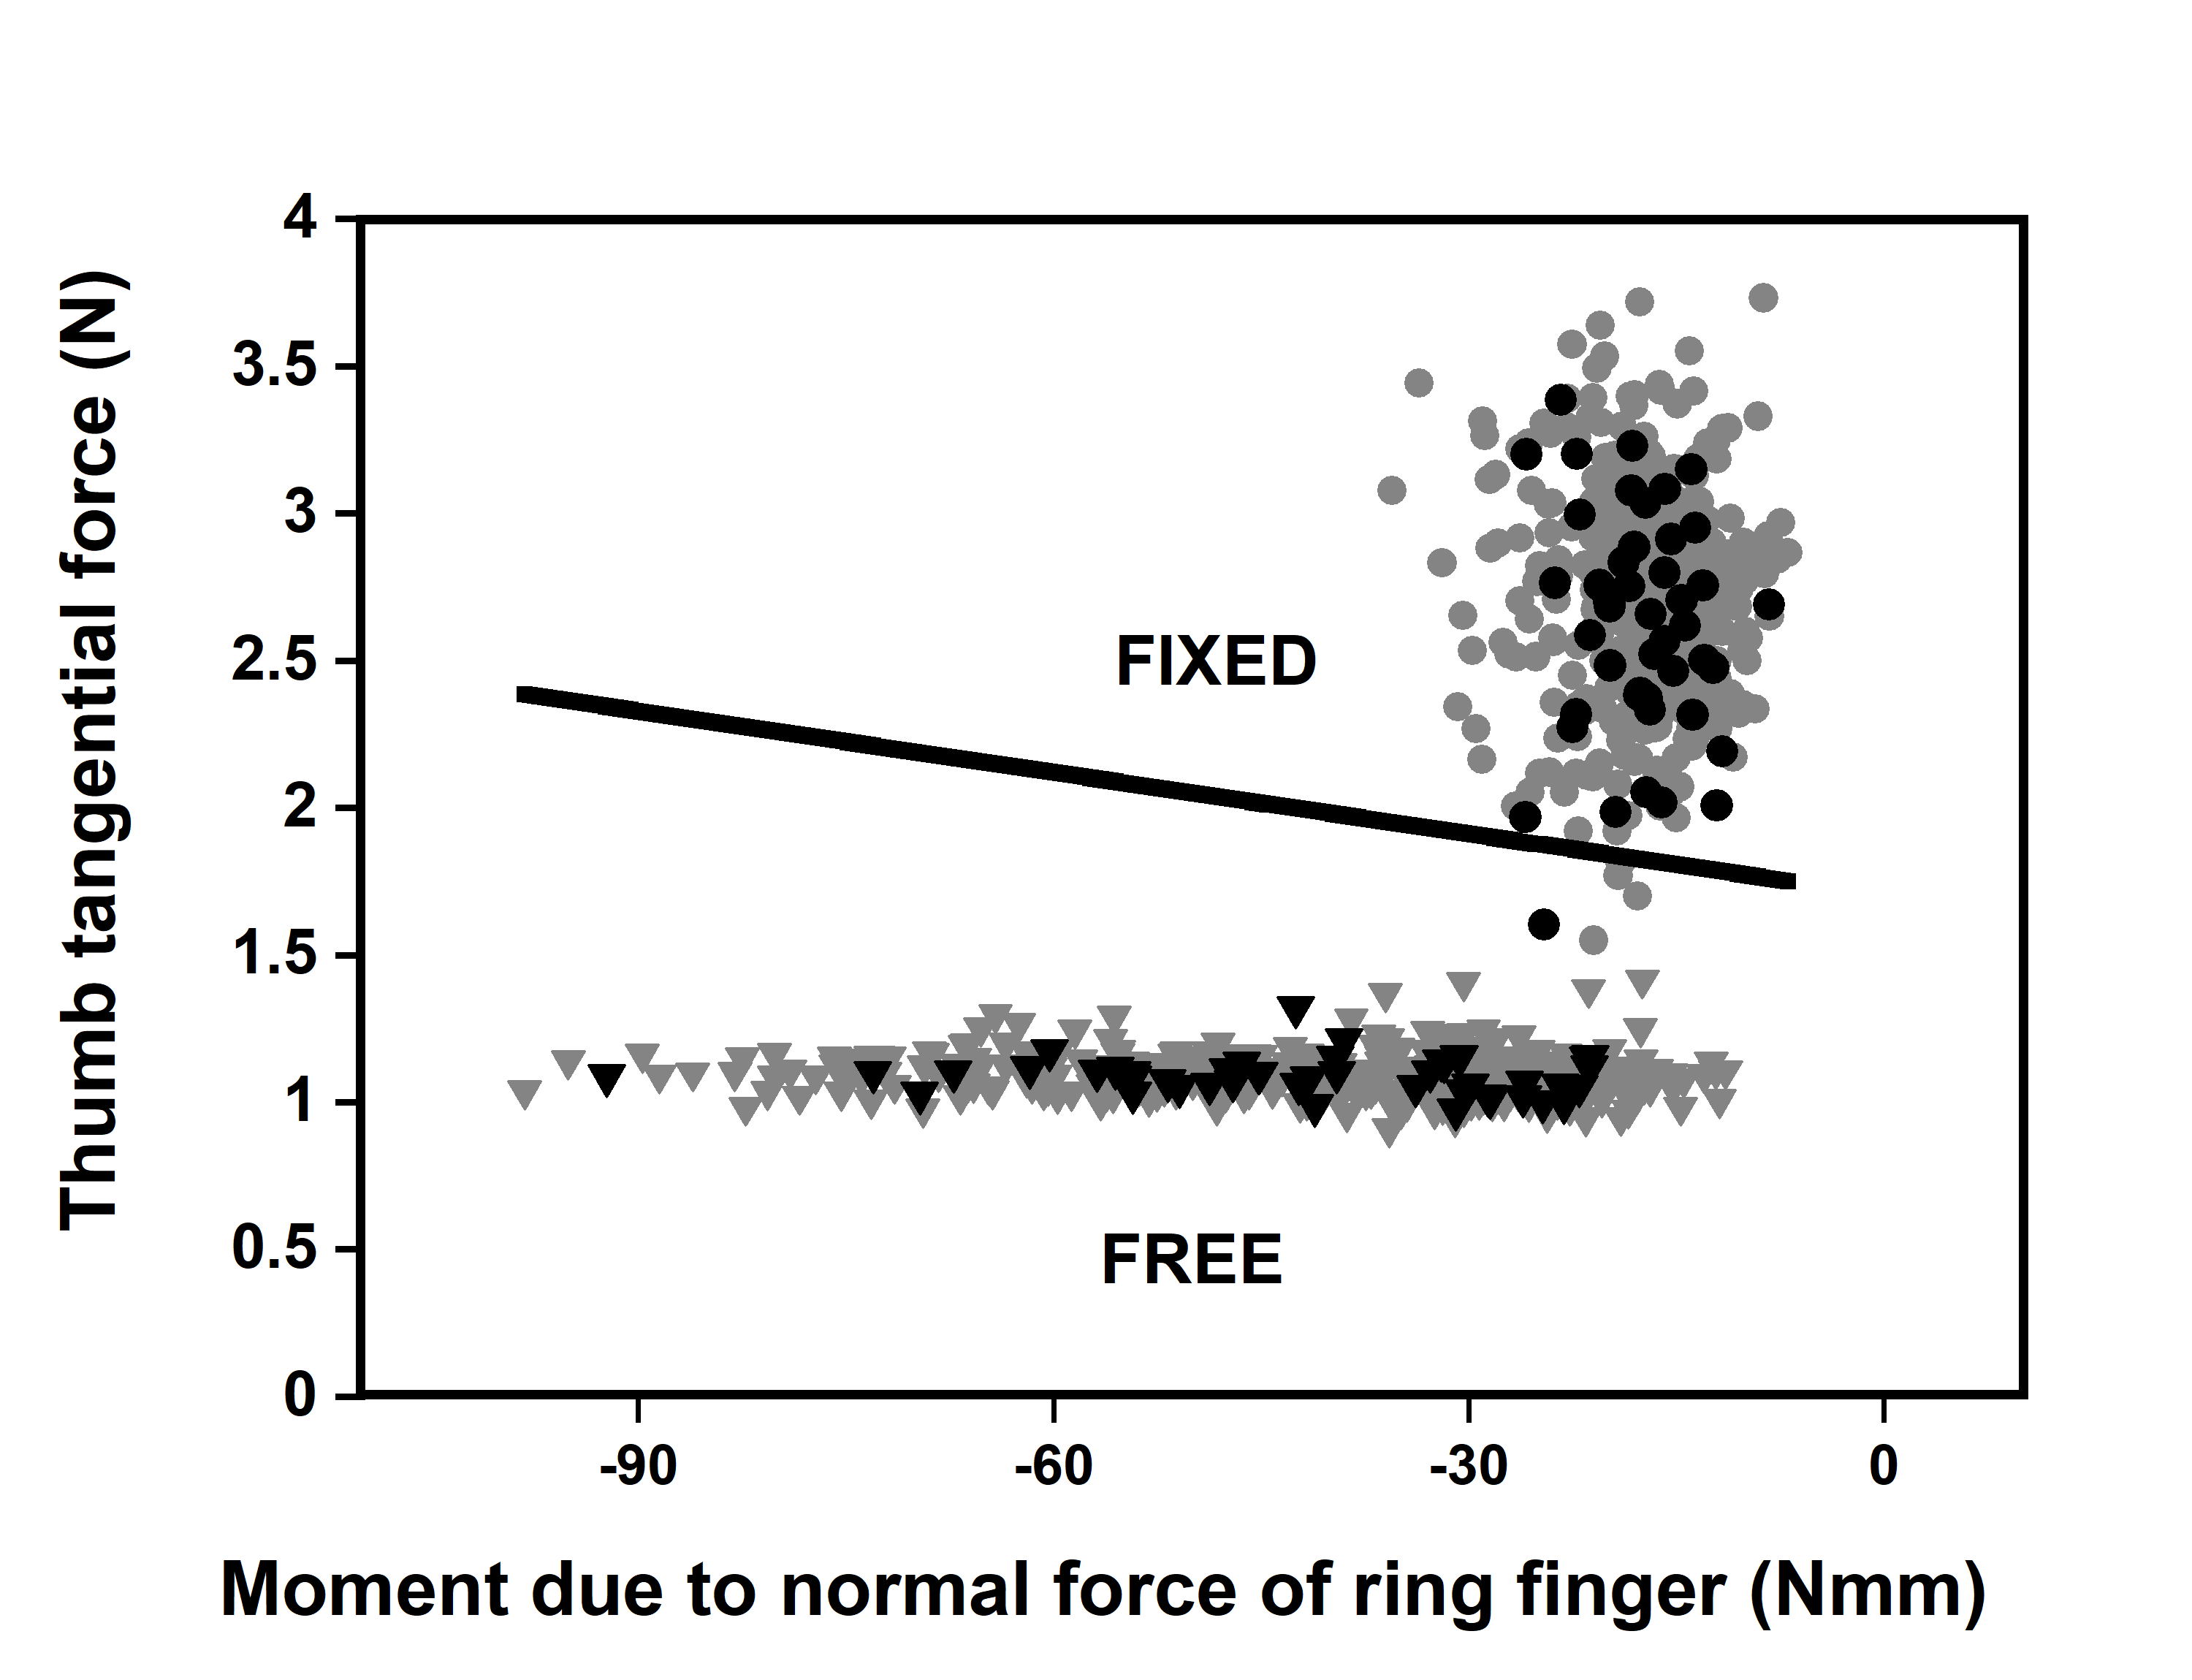 Thumb tangential force (N)
4
3.5
3
2.5
2
1.5
1
0.5
0
FIXED
FREE
-90 -60 -30 0
Moment due to normal force of ring finger (Nmm)